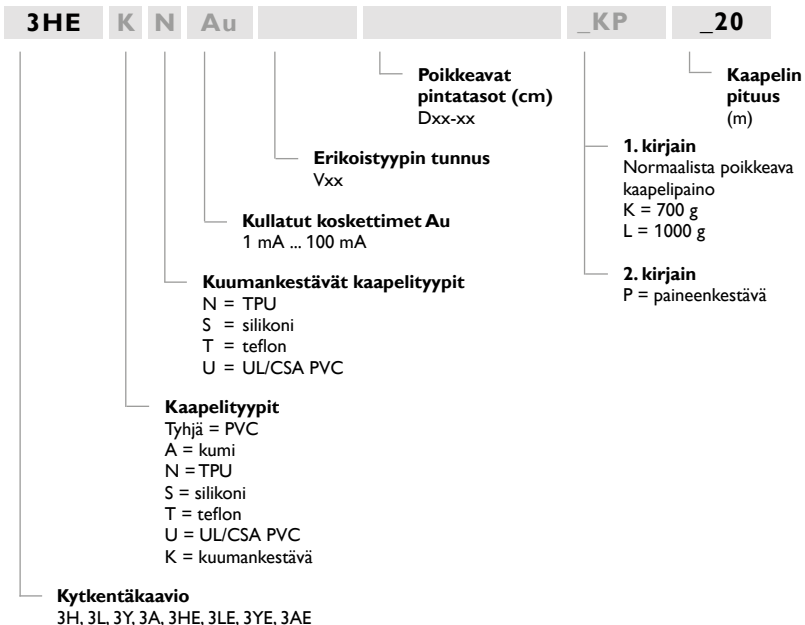 3HE K N Au _KP _20
Poikkeavat
pintatasot (cm)
Dxx-xx
Kaapelin
pituus
(m)
Erikoistyypin tunnus
Vxx
1. kirjain
Normaalista poikkeava
kaapelipaino
K = 700 g
L = 1000 g
Kullatut koskettimet Au
1 mA ... 100 mA
2. kirjain
P = paineenkestävä
Kuumankestävät kaapelityypit
N = TPU
S = silikoni
T = teflon
U = UL/CSA PVC
Kaapelityypit
Tyhjä = PVC
A = kumi
N = TPU
S = silikoni
T = teflon
U = UL/CSA PVC
K = kuumankestävä
Kytkentäkaavio
3H, 3L, 3Y, 3A, 3HE, 3LE, 3YE, 3AE